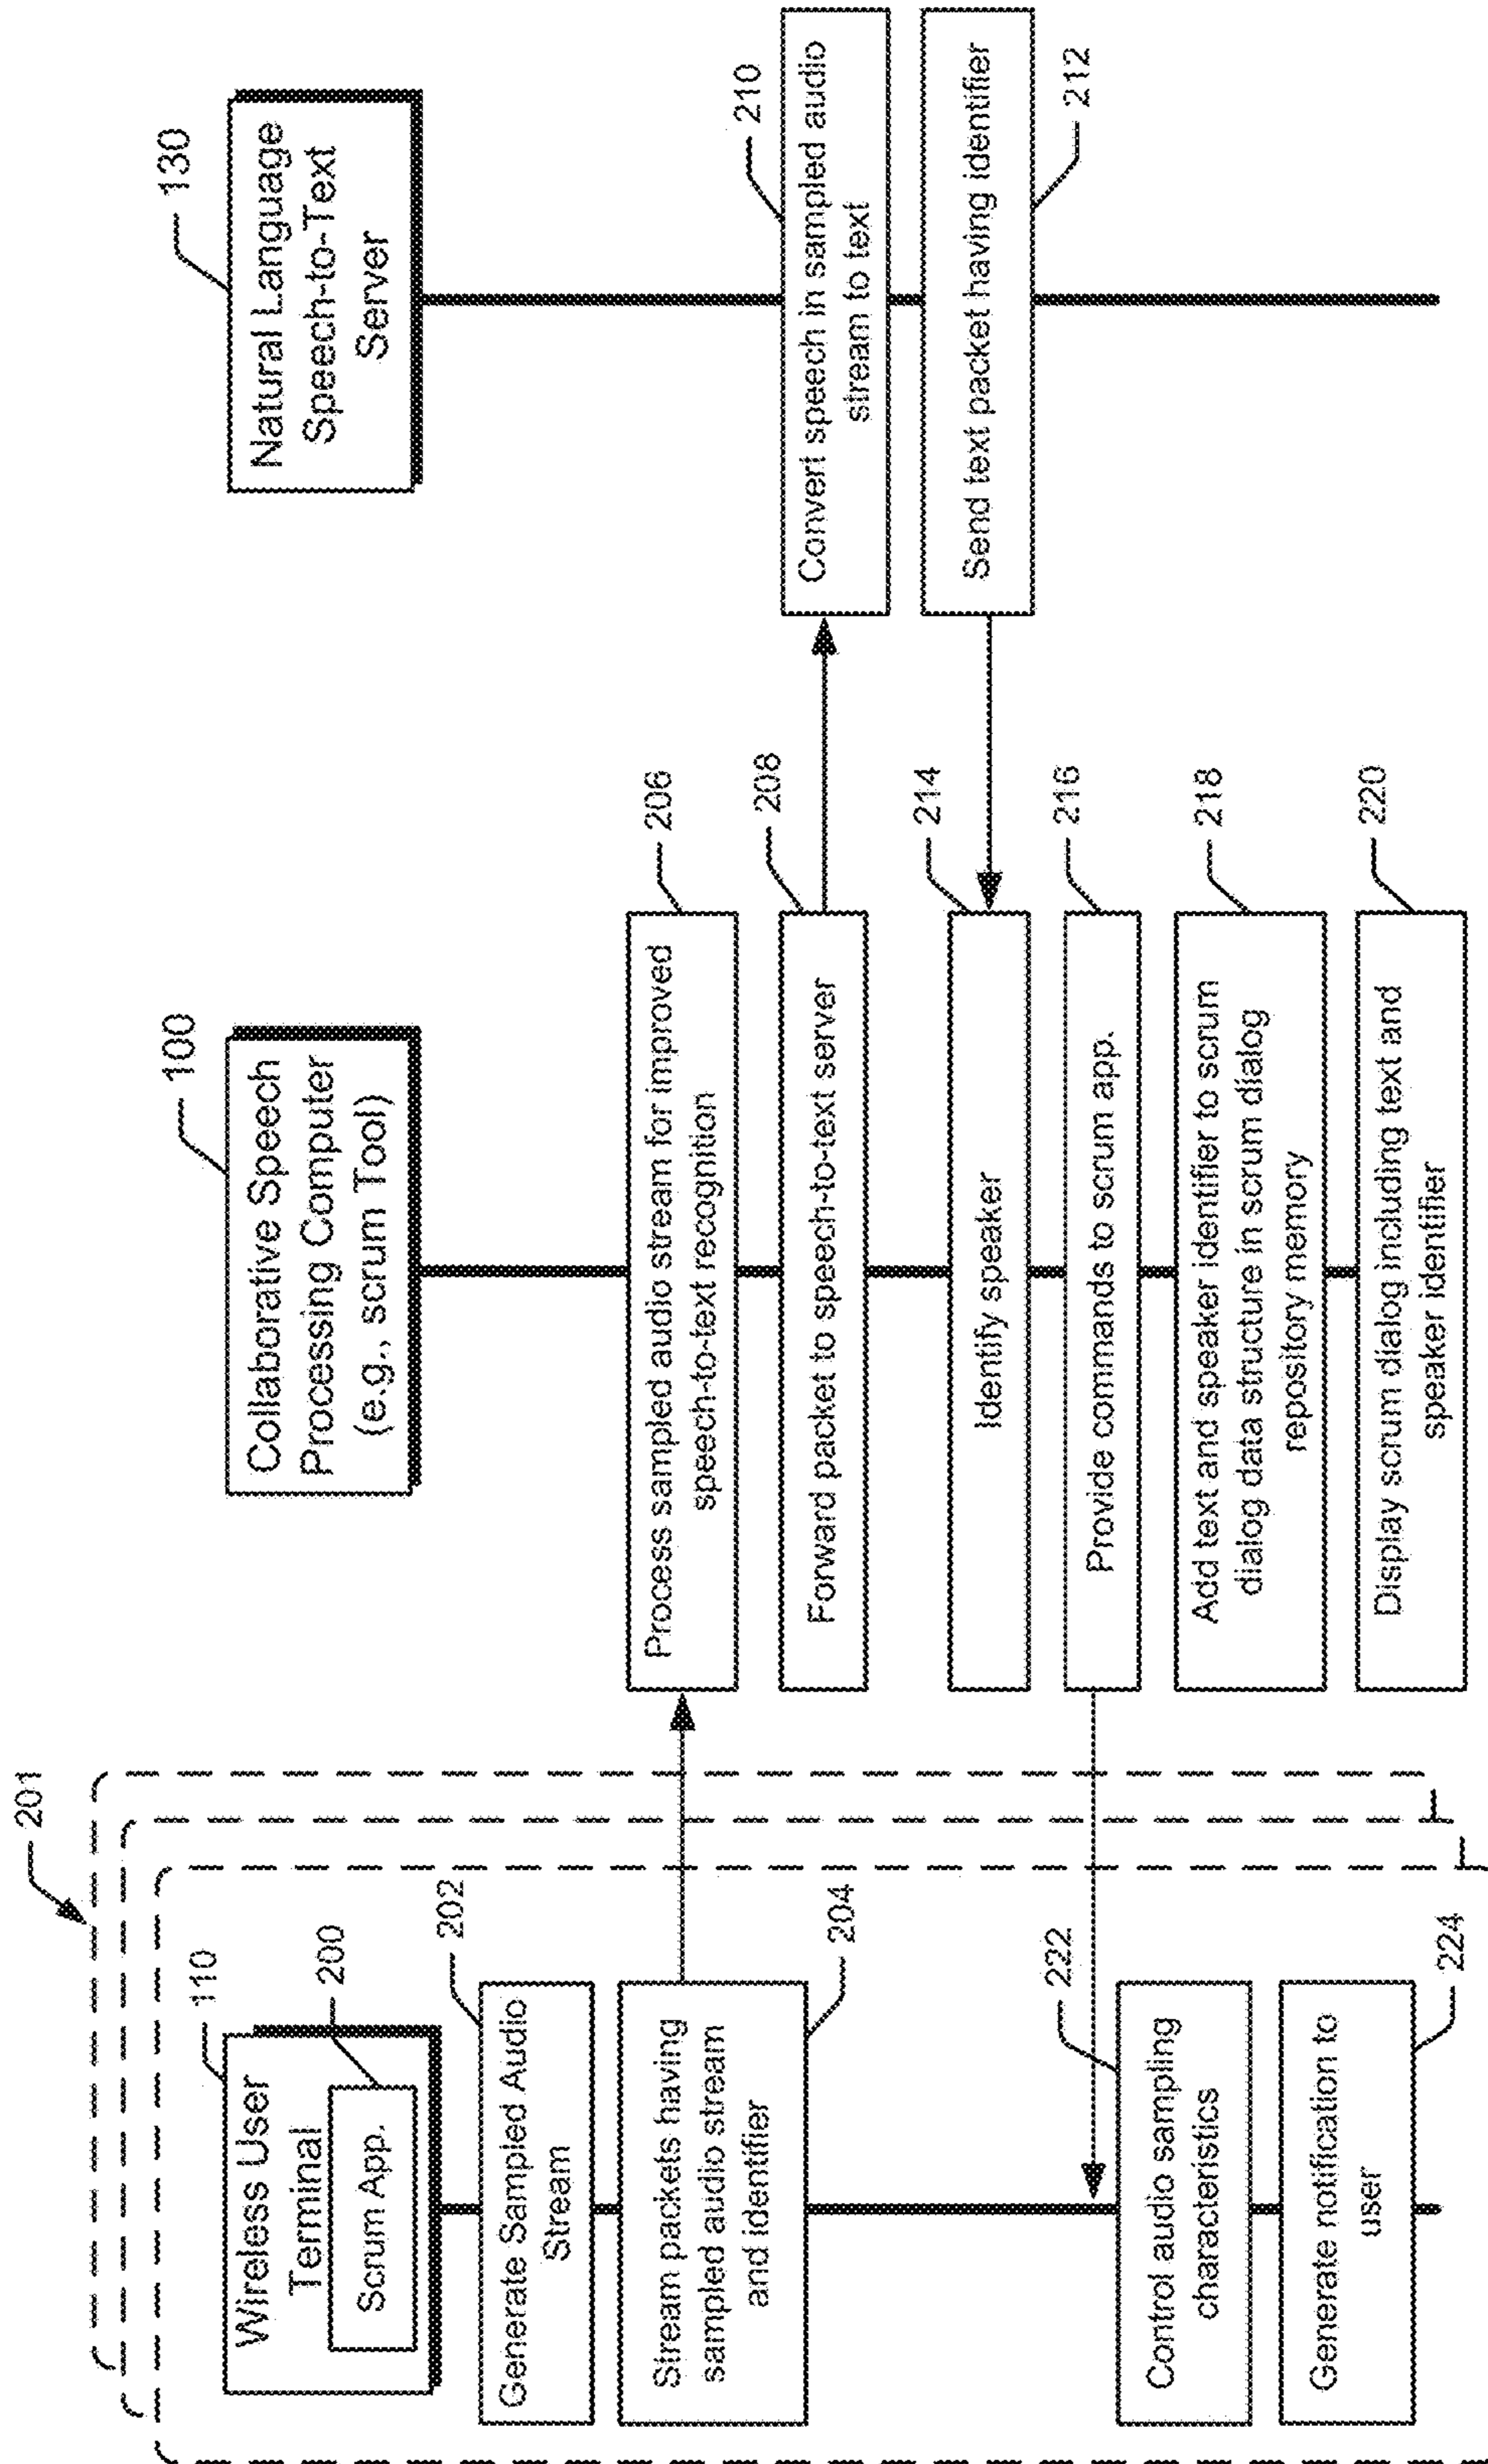 201
110
Wireless User
Terminal
200
Scrum App.
202
Generate Sampled Audio
Stream
Stream packets having
sampled audio stream
and identifier
204
222
Control audio sampling
characteristics
Generate notification to
user
224
100
Collaborative Speech
Processing Computer
(e.g., scrum Tool)
206
Process sampled audio stream for improved
speech-to-text recognition
208
Forward packet to speech-to-text server
214
Identify speaker
216
Provide commands to scrum app.
218
Add text and speaker identifier to scrum
dialog data structure in scrum dialog
repository memory
220
Display scrum dialog including text and
speaker identifier
130
Natural Language
Speech-to-Text
Server
210
Convert speech in sampled audio
stream to text
Send text packet having identifier
212